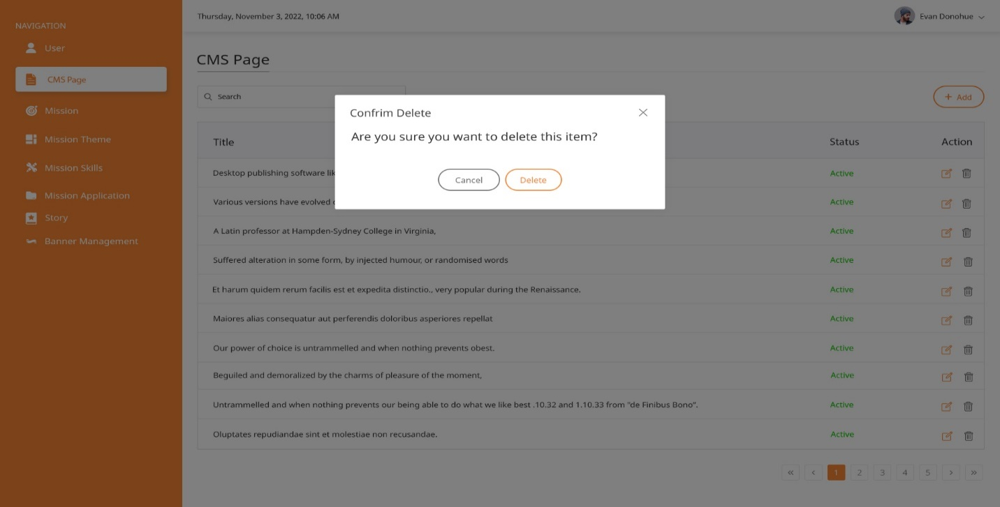 NAVIGATION
User
CMS Page
Mission
Mission Theme
Mission Skills
Mission Application
Story
Banner Management
Thursday, November 3, 2022, 10:06 AM
Evan Donohue
CMS Page
Search
+ Add
Confrim Delete
Are you sure you want to delete this item?
Cancel
Delete
Title Status Action
Desktop publishing software Active
Various versions have evolved Active
A Latin professor at Hampden-Sydney College in Virginia, Active
Suffered alteration in some form, by injected humour, or randomised words Active
Et harum quidem rerum facilis est et expedita distinctio., very popular during the Renaissance. Active
Maiores alias consequatur aut perferendis doloribus asperiores repellat Active
Our power of choice is untrammelled and when nothing prevents obest. Active
Beguiled and demoralized by the charms of pleasure of the moment, Active
Untrammelled and when nothing prevents our being able to do what we like best .10.32 and 1.10.33 from "de Finibus Bono". Active
Oluptates repudiandae sint et molestiae non recusandae. Active
« ‹ 1 2 3 4 5 › »